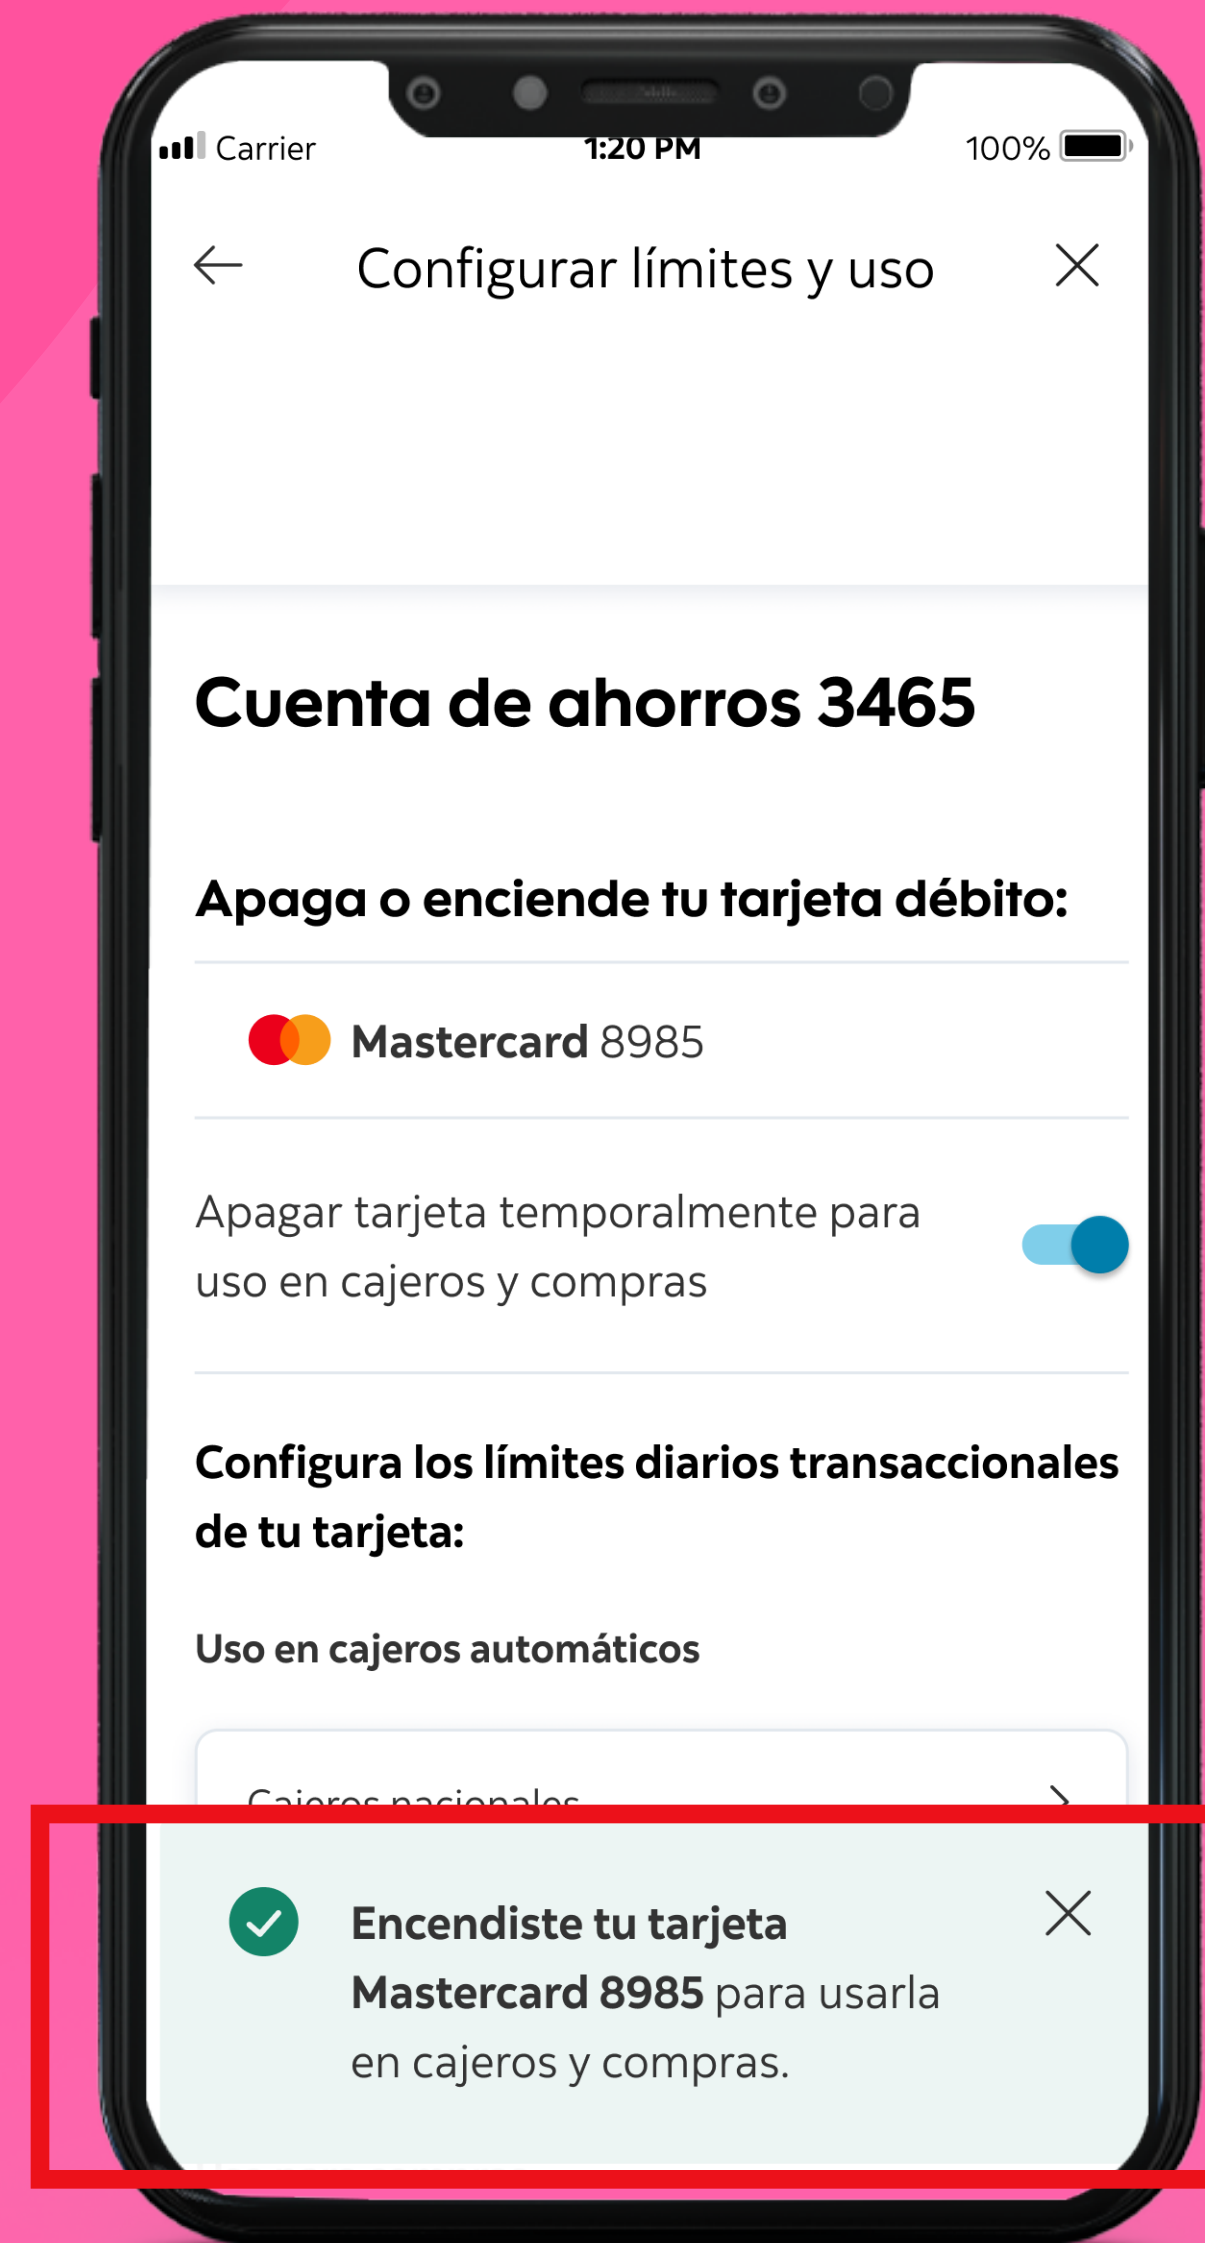 Carrier 1:20 PM 100%
Configurar límites y uso
Cuenta de ahorros 3465
Apaga o enciende tu tarjeta débito:
Mastercard 8985
Apagar tarjeta temporalmente para
uso en cajeros y compras
Configura los límites diarios transaccionales
de tu tarjeta:
Uso en cajeros automáticos
Cajeros nacionales
Encendiste tu tarjeta
Mastercard 8985 para usarla
en cajeros y compras.